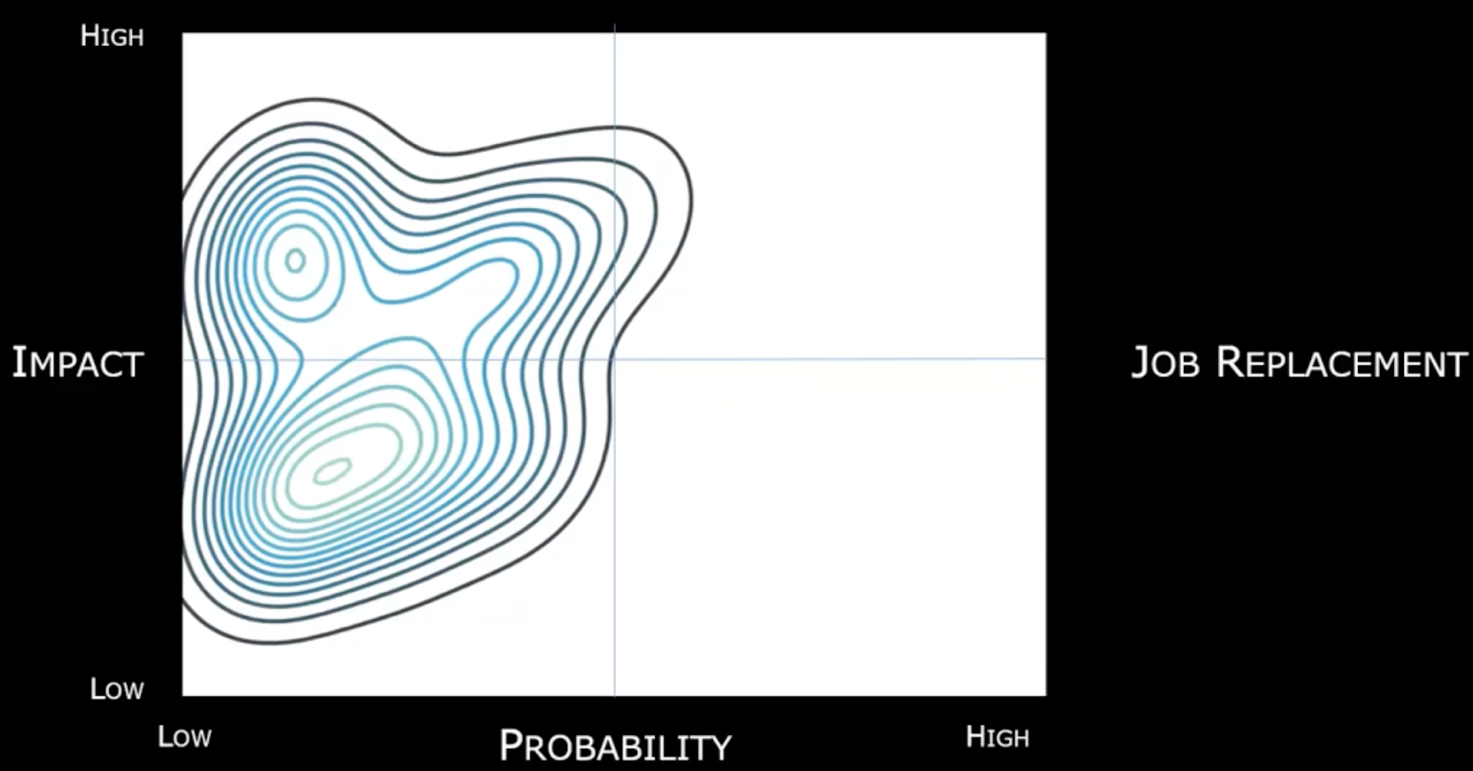 High
Impact
Job Replacement
Low
Low
Probability
High